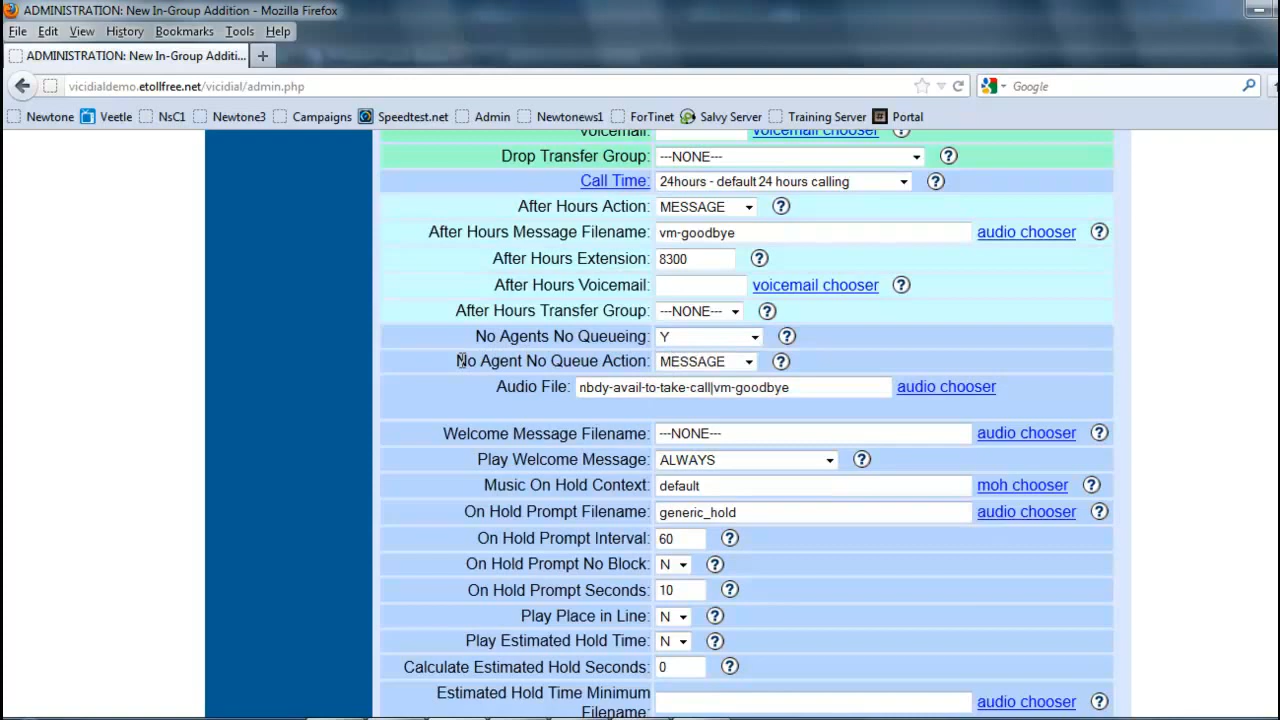 ADMINISTRATION: New In-Group Addition - Mozilla Firefox
File Edit View History Bookmarks Tools Help
ADMINISTRATION: New In-Group Additi... +
vicidialdemo.etollfree.net/vicidial/admin.php Google
Newtone Veetle NsC1 Newtone3 Campaigns Speedtest.net Admin Newtonews1 ForTinet Salvy Server Training Server Portal
Voicemail: voicemail chooser ?
Drop Transfer Group: ---NONE--- ?
Call Time: 24hours - default 24 hours calling ?
After Hours Action: MESSAGE ?
After Hours Message Filename: vm-goodbye audio chooser ?
After Hours Extension: 8300 ?
After Hours Voicemail: voicemail chooser ?
After Hours Transfer Group: ---NONE--- ?
No Agents No Queueing: Y ?
No Agent No Queue Action: MESSAGE ?
Audio File: nbdy-avail-to-take-call|vm-goodbye audio chooser
Welcome Message Filename: ---NONE--- audio chooser ?
Play Welcome Message: ALWAYS ?
Music On Hold Context: default moh chooser ?
On Hold Prompt Filename: generic_hold audio chooser ?
On Hold Prompt Interval: 60 ?
On Hold Prompt No Block: N ?
On Hold Prompt Seconds: 10 ?
Play Place in Line: N ?
Play Estimated Hold Time: N ?
Calculate Estimated Hold Seconds: 0 ?
Estimated Hold Time Minimum
Filename: audio chooser ?